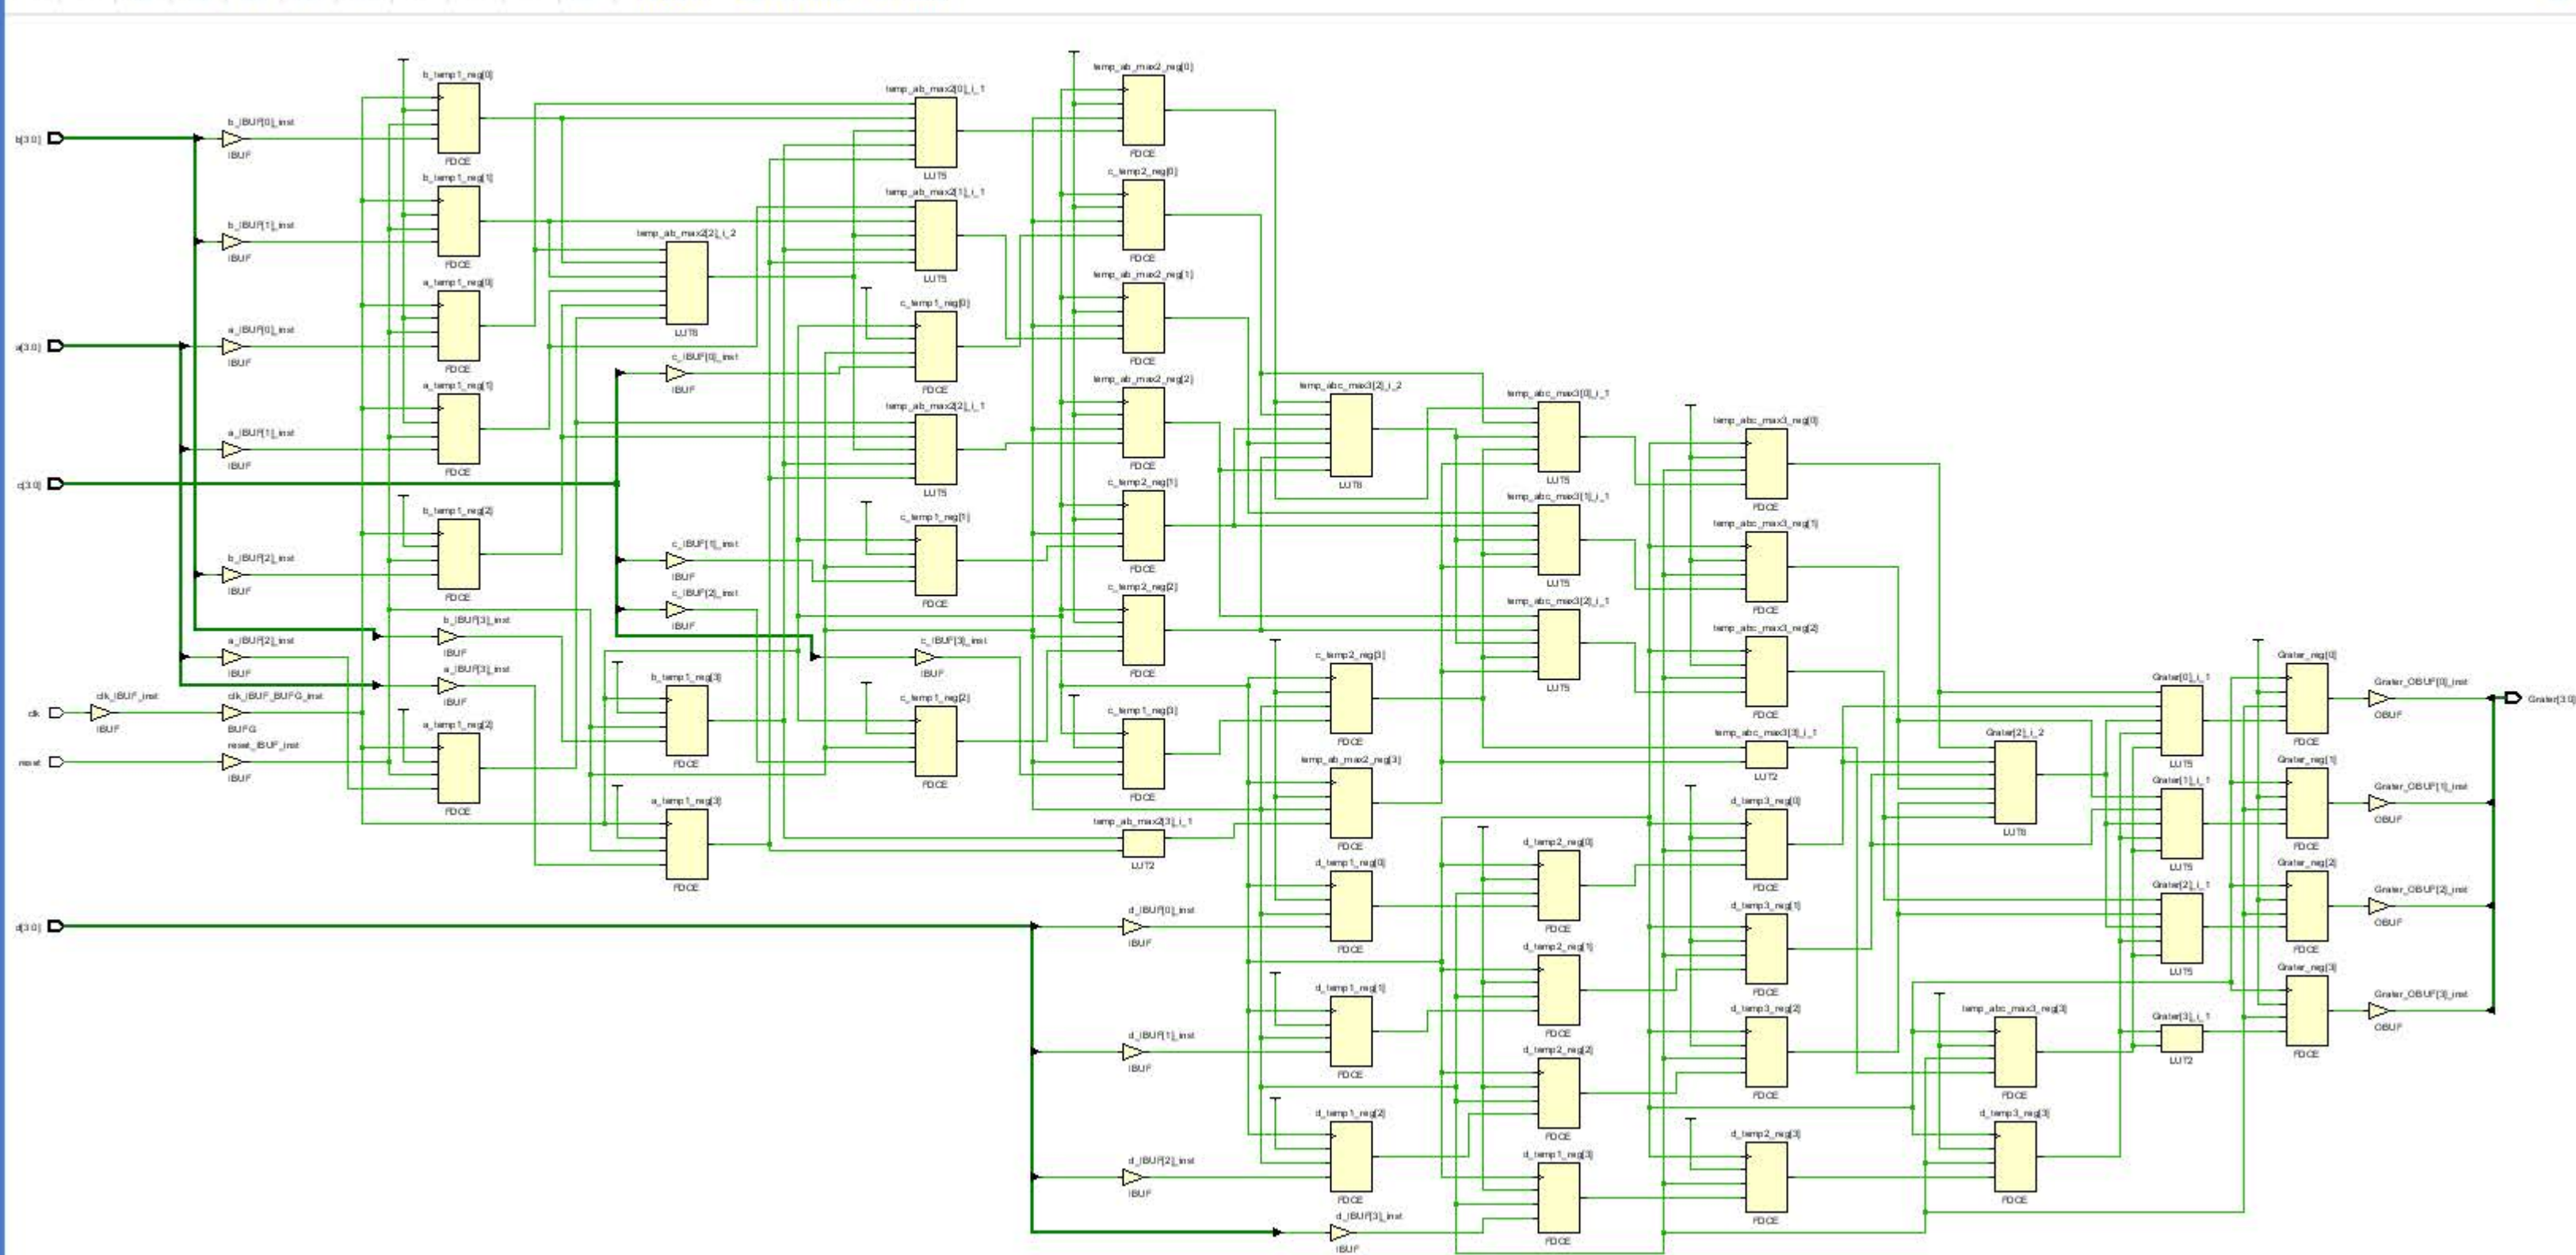 b_temp1_reg[0]
FDCE
b[3:0]
b_IBUF[0]_inst
IBUF
b_temp1_reg[1]
FDCE
b_IBUF[1]_inst
IBUF
a_temp1_reg[0]
FDCE
a[3:0]
a_IBUF[0]_inst
IBUF
a_temp1_reg[1]
FDCE
a_IBUF[1]_inst
IBUF
c[3:0]
b_temp1_reg[2]
FDCE
b_IBUF[2]_inst
IBUF
b_IBUF[3]_inst
IBUF
a_IBUF[2]_inst
IBUF
a_IBUF[3]_inst
IBUF
clk
clk_IBUF_inst
IBUF
clk_IBUF_BUFG_inst
BUFG
reset
reset_IBUF_inst
IBUF
a_temp1_reg[2]
FDCE
d[3:0]
temp_ab_max2[2]_i_2
LUT6
c_IBUF[0]_inst
IBUF
c_IBUF[1]_inst
IBUF
c_IBUF[2]_inst
IBUF
b_temp1_reg[3]
FDCE
a_temp1_reg[3]
FDCE
temp_ab_max2[0]_i_1
LUT5
temp_ab_max2[1]_i_1
LUT5
c_temp1_reg[0]
FDCE
temp_ab_max2[2]_i_1
LUT5
c_temp1_reg[1]
FDCE
c_IBUF[3]_inst
IBUF
c_temp1_reg[2]
FDCE
temp_ab_max2_reg[0]
FDCE
c_temp2_reg[0]
FDCE
temp_ab_max2_reg[1]
FDCE
temp_ab_max2_reg[2]
FDCE
c_temp2_reg[1]
FDCE
c_temp2_reg[2]
FDCE
c_temp1_reg[3]
FDCE
temp_ab_max2[3]_i_1
LUT2
d_IBUF[0]_inst
IBUF
d_IBUF[1]_inst
IBUF
d_IBUF[2]_inst
IBUF
temp_abc_max3[2]_i_2
LUT6
c_temp2_reg[3]
FDCE
temp_ab_max2_reg[3]
FDCE
d_temp1_reg[0]
FDCE
d_temp1_reg[1]
FDCE
d_temp1_reg[2]
FDCE
d_IBUF[3]_inst
IBUF
temp_abc_max3[0]_i_1
LUT5
temp_abc_max3[1]_i_1
LUT5
temp_abc_max3[2]_i_1
LUT5
d_temp2_reg[0]
FDCE
d_temp2_reg[1]
FDCE
d_temp2_reg[2]
FDCE
d_temp1_reg[3]
FDCE
temp_abc_max3_reg[0]
FDCE
temp_abc_max3_reg[1]
FDCE
temp_abc_max3_reg[2]
FDCE
temp_abc_max3[3]_i_1
LUT2
d_temp3_reg[0]
FDCE
d_temp3_reg[1]
FDCE
d_temp3_reg[2]
FDCE
d_temp2_reg[3]
FDCE
Grater[2]_i_2
LUT6
temp_abc_max3_reg[3]
FDCE
d_temp3_reg[3]
FDCE
Grater[0]_i_1
LUT5
Grater[1]_i_1
LUT5
Grater[2]_i_1
LUT5
Grater[3]_i_1
LUT2
Grater_reg[0]
FDCE
Grater_reg[1]
FDCE
Grater_reg[2]
FDCE
Grater_reg[3]
FDCE
Grater_OBUF[0]_inst
OBUF
Grater_OBUF[1]_inst
OBUF
Grater_OBUF[2]_inst
OBUF
Grater_OBUF[3]_inst
OBUF
Grater[3:0]